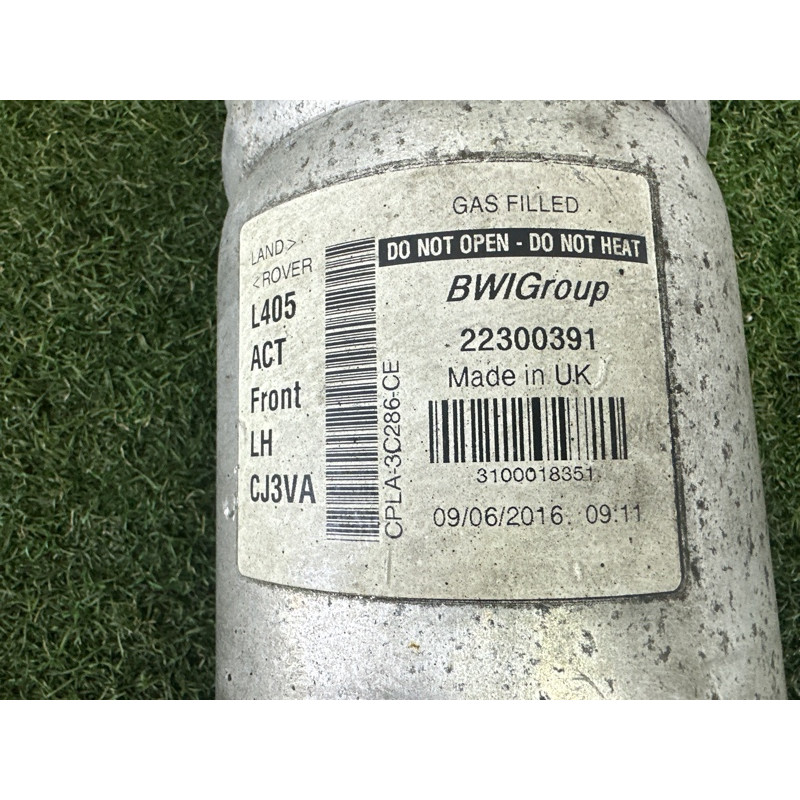 GAS FILLED
DO NOT OPEN - DO NOT HEAT
LAND>
<ROVER
L405
ACT
Front
LH
CJ3VA
CPLA-3C286-CE
BWIGroup
22300391
Made in UK
3100018351
09/06/2016 09:11